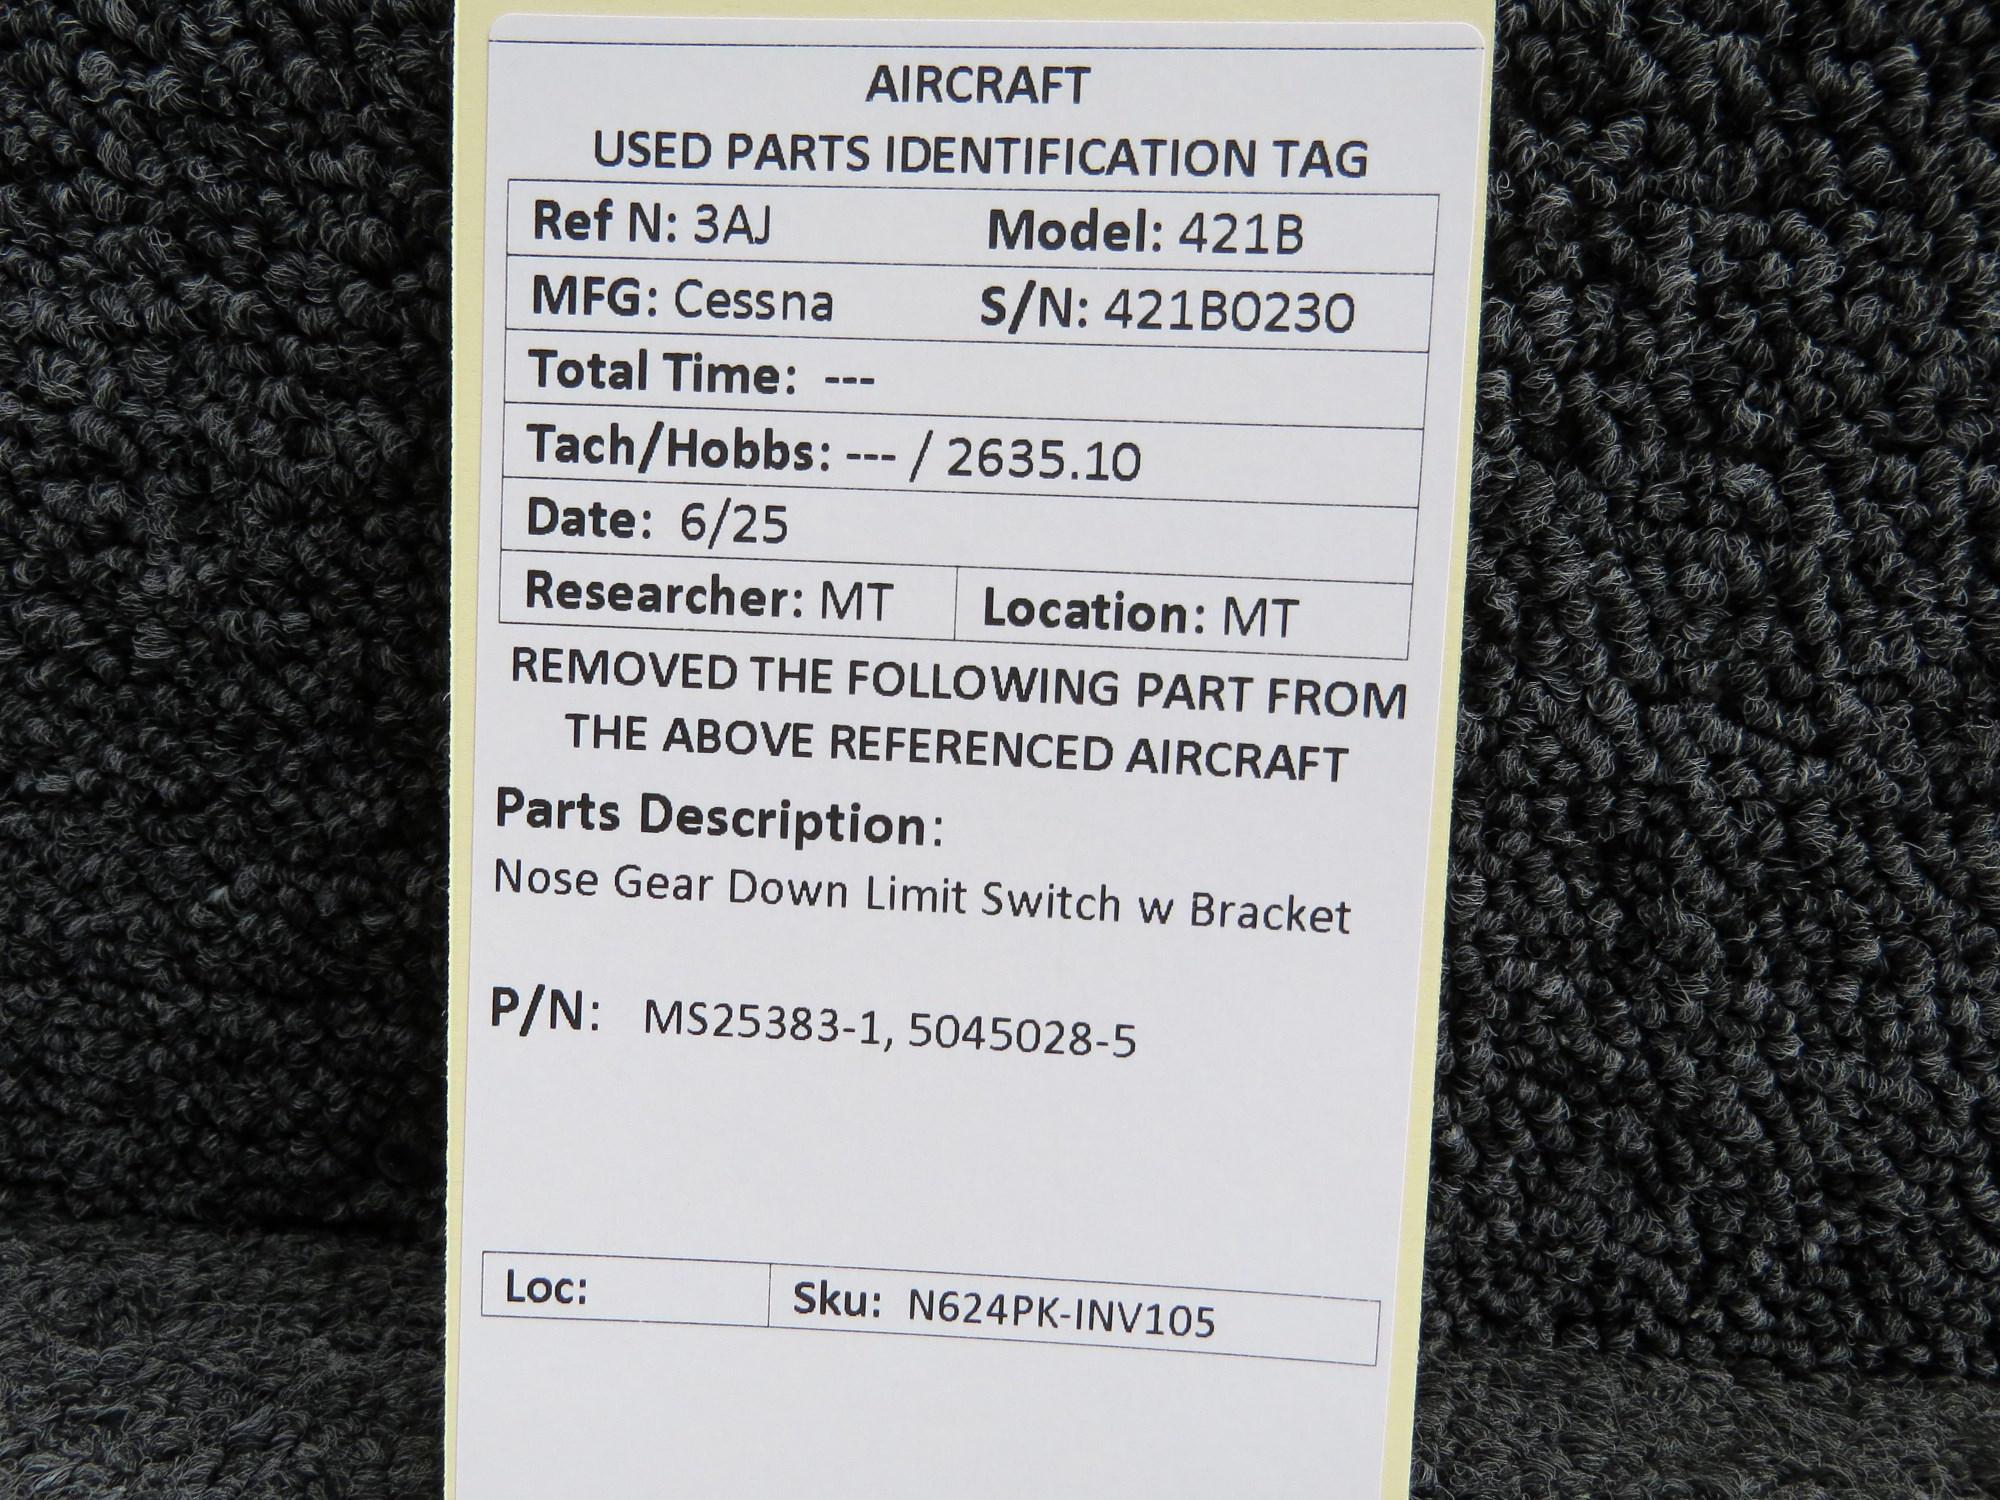 AIRCRAFT
USED PARTS IDENTIFICATION TAG
Ref N: 3AJ Model: 421B
MFG: Cessna S/N: 421B0230
Total Time: ---
Tach/Hobbs: --- / 2635.10
Date: 6/25
Researcher: MT Location: MT
REMOVED THE FOLLOWING PART FROM
THE ABOVE REFERENCED AIRCRAFT
Parts Description:
Nose Gear Down Limit Switch w Bracket
P/N: MS25383-1, 5045028-5
Loc: Sku: N624PK-INV105